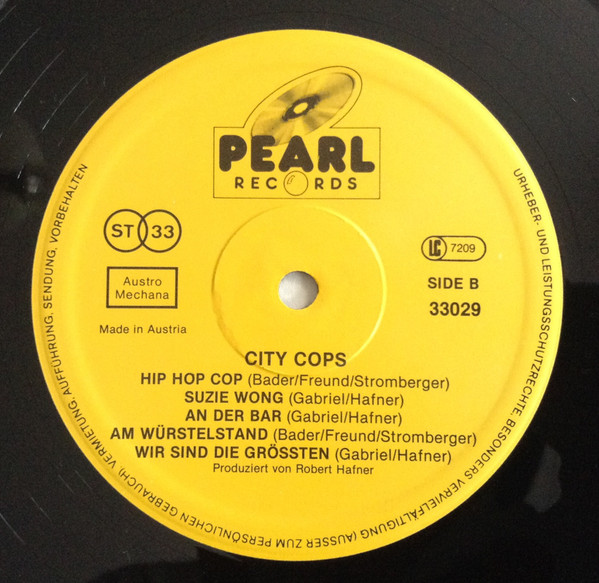 PEARL
RECORDS
ST 33
LC 7209
Austro
Mechana
SIDE B
33029
Made in Austria
CITY COPS
HIP HOP COP (Bader/Freund/Stromberger)
SUZIE WONG (Gabriel/Hafner)
AN DER BAR (Gabriel/Hafner)
AM WÜRSTELSTAND (Bader/Freund/Stromberger)
WIR SIND DIE GRÖSSTEN (Gabriel/Hafner)
Produziert von Robert Hafner
URHEBER- UND LEISTUNGSSCHUTZRECHTE, BESONDERS VERVIELFÄLTIGUNG (AUSSER ZUM PERSÖNLICHEN GEBRAUCH), VERMIETUNG, AUFFÜHRUNG, SENDUNG, VORBEHALTEN